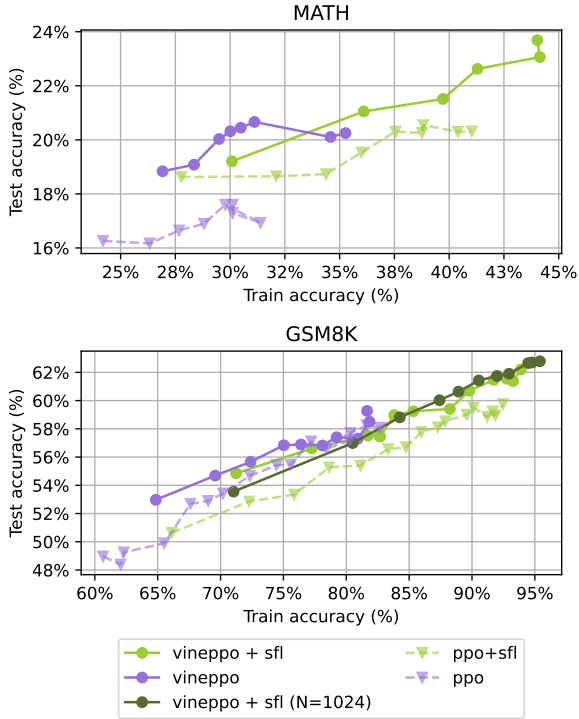 MATH
24%
22%
20%
18%
16%
Test accuracy (%)
25% 28% 30% 32% 35% 38% 40% 43% 45%
Train accuracy (%)
GSM8K
62%
60%
58%
56%
54%
52%
50%
48%
Test accuracy (%)
60% 65% 70% 75% 80% 85% 90% 95%
Train accuracy (%)
vineppo + sfl
vineppo
vineppo + sfl (N=1024)
ppo+sfl
ppo